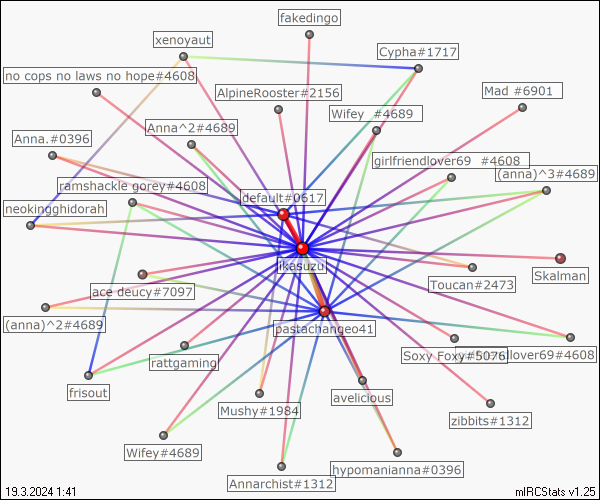 fakedingo
xenoyaut
Cypha#1717
no cops no laws no hope#4608
AlpineRooster#2156
Mad #6901
Wifey_ #4689
Anna^2#4689
Anna.#0396
girlfriendlover69_#4608
(anna)^3#4689
ramshackle gorey#4608
default#0617
neokingghidorah
ikasuzu
Skalman
Toucan#2473
ace deucy#7097
(anna)^2#4689
pastachangeo41
Soxy Foxy#5076
lover69#4608
rattgaming
frisout
avelicious
Mushy#1984
zibbits#1312
Wifey#4689
hypomanianna#0396
Annarchist#1312
19.3.2024 1:41
mIRCStats v1.25